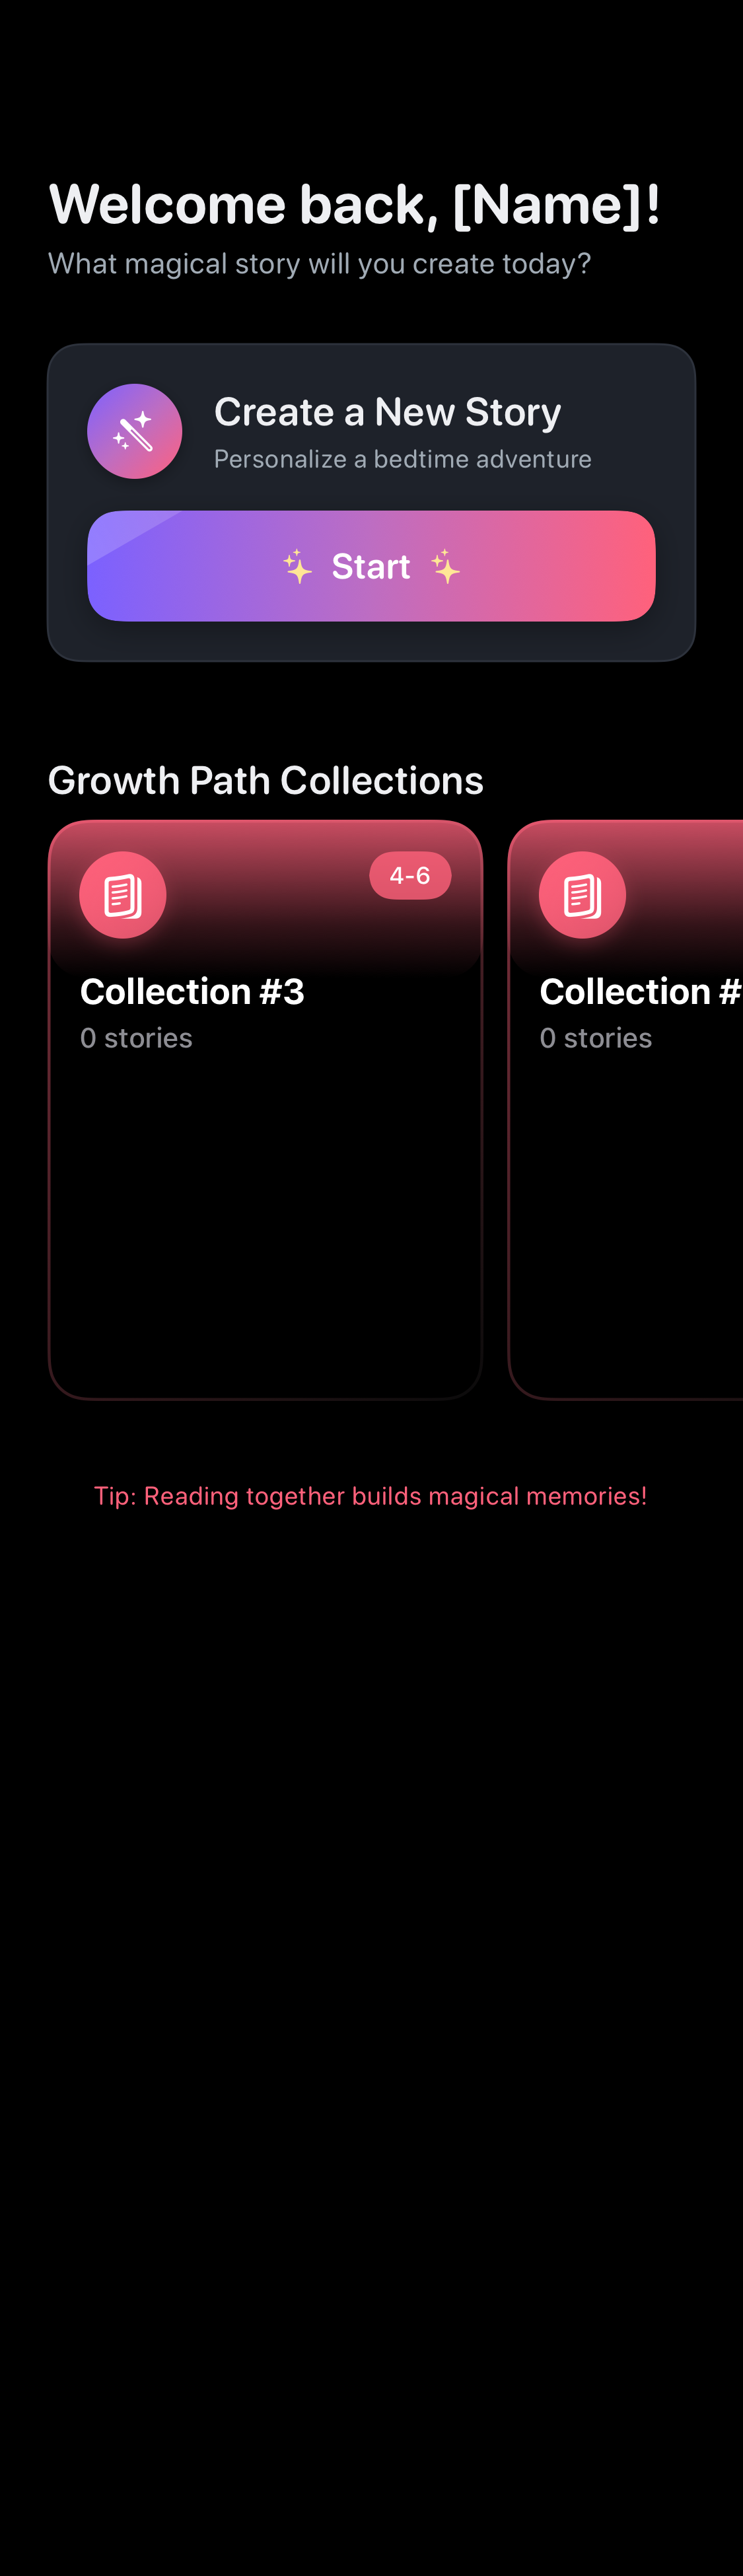 Welcome back, [Name]!
What magical story will you create today?
Create a New Story
Personalize a bedtime adventure
✨ Start ✨
Growth Path Collections
4-6
Collection #3
0 stories
Collection #
0 stories
Tip: Reading together builds magical memories!